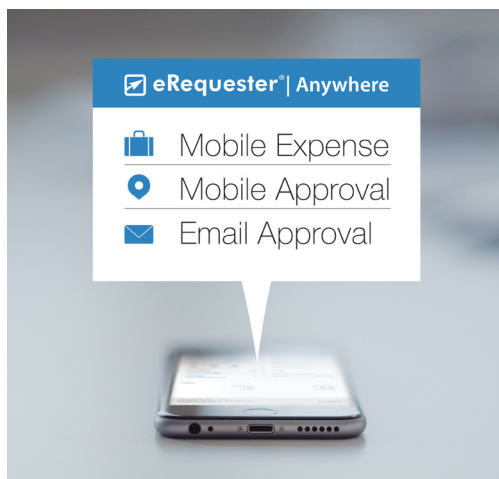 eRequester® | Anywhere
Mobile Expense
Mobile Approval
Email Approval